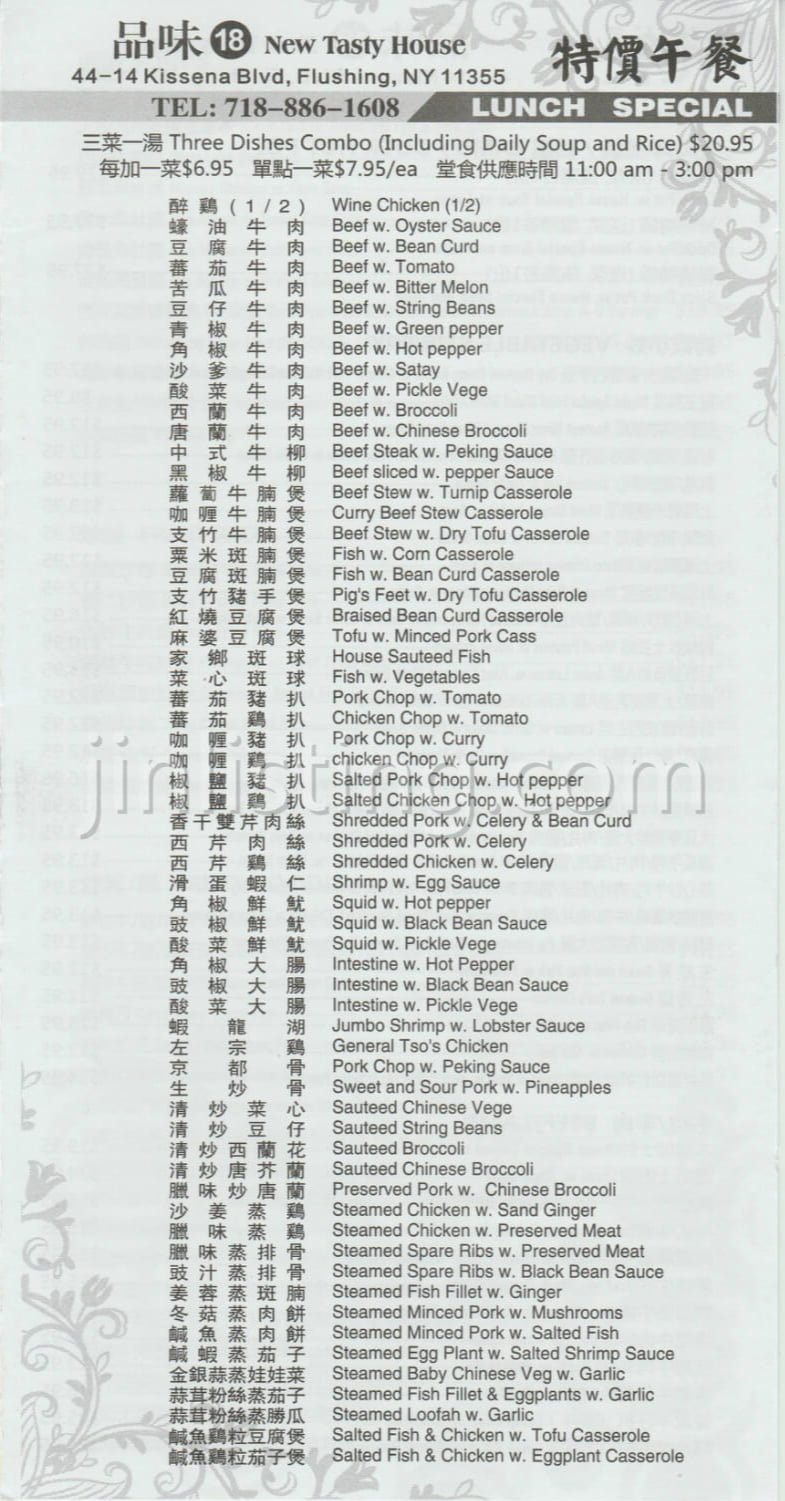 品味 18 New Tasty House
特價午餐
44-14 Kissena Blvd, Flushing, NY 11355
TEL: 718-886-1608 LUNCH SPECIAL
三菜一湯 Three Dishes Combo (Including Daily Soup and Rice) $20.95
每加一菜$6.95 單點一菜$7.95/ea 堂食供應時間 11:00 am - 3:00 pm
醉鷄(1/2) Wine Chicken (1/2)
蠔油牛肉 Beef w. Oyster Sauce
豆腐牛肉 Beef w. Bean Curd
蕃茄牛肉 Beef w. Tomato
苦瓜牛肉 Beef w. Bitter Melon
豆仔牛肉 Beef w. String Beans
青椒牛肉 Beef w. Green pepper
角椒牛肉 Beef w. Hot pepper
沙爹牛肉 Beef w. Satay
酸菜牛肉 Beef w. Pickle Vege
西蘭牛肉 Beef w. Broccoli
唐蘭牛肉 Beef w. Chinese Broccoli
中式牛柳 Beef Steak w. Peking Sauce
黑椒牛柳 Beef sliced w. pepper Sauce
蘿蔔牛腩煲 Beef Stew w. Turnip Casserole
咖喱牛腩煲 Curry Beef Stew Casserole
支竹牛腩煲 Beef Stew w. Dry Tofu Casserole
粟米斑腩煲 Fish w. Corn Casserole
豆腐斑腩煲 Fish w. Bean Curd Casserole
支竹豬手煲 Pig's Feet w. Dry Tofu Casserole
紅燒豆腐煲 Braised Bean Curd Casserole
麻婆豆腐煲 Tofu w. Minced Pork Cass
家鄉斑球 House Sauteed Fish
菜心斑球 Fish w. Vegetables
蕃茄豬扒 Pork Chop w. Tomato
蕃茄鷄扒 Chicken Chop w. Tomato
咖喱豬扒 Pork Chop w. Curry
咖喱鷄扒 chicken Chop w. Curry
椒鹽豬扒 Salted Pork Chop w. Hot pepper
椒鹽鷄扒 Salted Chicken Chop w. Hot pepper
香干雙芹肉絲 Shredded Pork w. Celery & Bean Curd
西芹肉絲 Shredded Pork w. Celery
西芹鷄絲 Shredded Chicken w. Celery
滑蛋蝦仁 Shrimp w. Egg Sauce
角椒鮮魷 Squid w. Hot pepper
豉椒鮮魷 Squid w. Black Bean Sauce
酸菜鮮魷 Squid w. Pickle Vege
角椒大腸 Intestine w. Hot Pepper
豉椒大腸 Intestine w. Black Bean Sauce
酸菜大腸 Intestine w. Pickle Vege
蝦龍湖 Jumbo Shrimp w. Lobster Sauce
左宗鷄 General Tso's Chicken
京都骨 Pork Chop w. Peking Sauce
生炒骨 Sweet and Sour Pork w. Pineapples
清炒菜心 Sauteed Chinese Vege
清炒豆仔 Sauteed String Beans
清炒西蘭花 Sauteed Broccoli
清炒唐芥蘭 Sauteed Chinese Broccoli
臘味炒唐蘭 Preserved Pork w. Chinese Broccoli
沙姜蒸鷄 Steamed Chicken w. Sand Ginger
臘味蒸鷄 Steamed Chicken w. Preserved Meat
臘味蒸排骨 Steamed Spare Ribs w. Preserved Meat
豉汁蒸排骨 Steamed Spare Ribs w. Black Bean Sauce
姜蓉蒸斑腩 Steamed Fish Fillet w. Ginger
冬菇蒸肉餅 Steamed Minced Pork w. Mushrooms
鹹魚蒸肉餅 Steamed Minced Pork w. Salted Fish
鹹蝦蒸茄子 Steamed Egg Plant w. Salted Shrimp Sauce
金銀蒜蒸娃娃菜 Steamed Baby Chinese Veg w. Garlic
蒜茸粉絲蒸茄子 Steamed Fish Fillet & Eggplants w. Garlic
蒜茸粉絲蒸勝瓜 Steamed Loofah w. Garlic
鹹魚鷄粒豆腐煲 Salted Fish & Chicken w. Tofu Casserole
鹹魚鷄粒茄子煲 Salted Fish & Chicken w. Eggplant Casserole
jinlisting.com